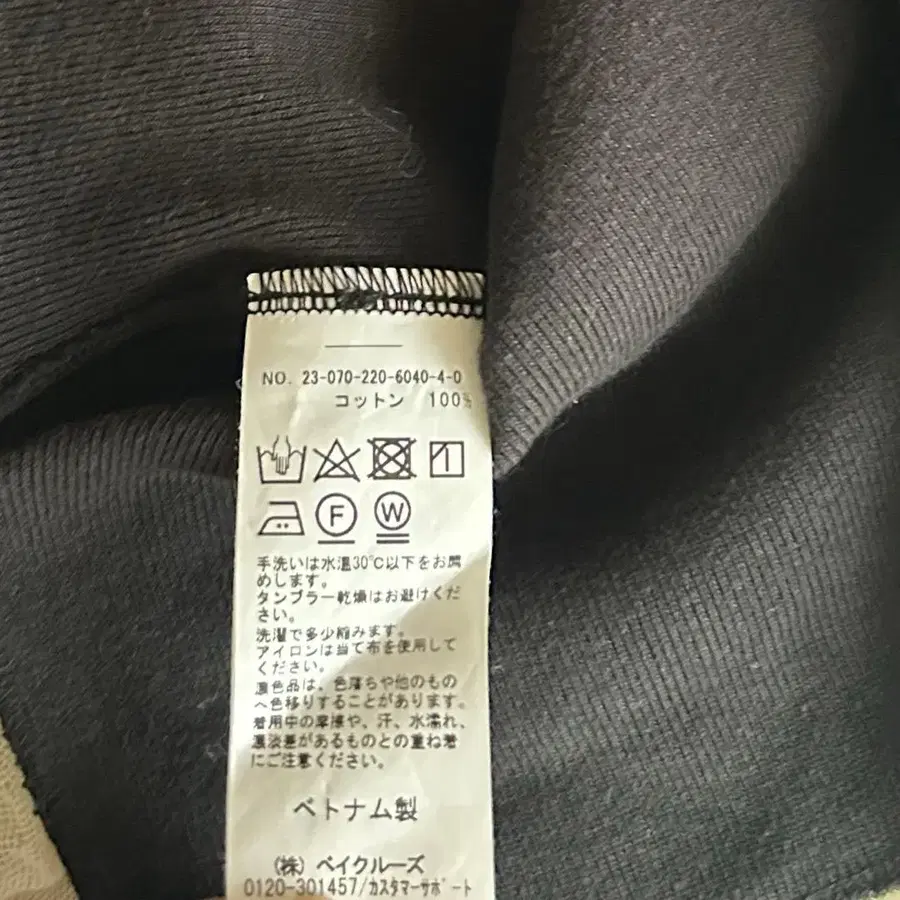 NO. 23-070-220-6040-4-0
コットン 100%
F W
手洗いは水温30℃以下をお薦
めします。
タンブラー乾燥はお避けくだ
さい。
洗濯で多少縮みます。
アイロンは当て布を使用して
ください。
濃色品は、色落ちや他のもの
へ色移りすることがあります。
着用中の摩擦や、汗、水濡れ、
濃淡差があるものとの重ね着
にご注意ください。
ベトナム製
(株) ベイクルーズ
0120-301457/カスタマーサポート